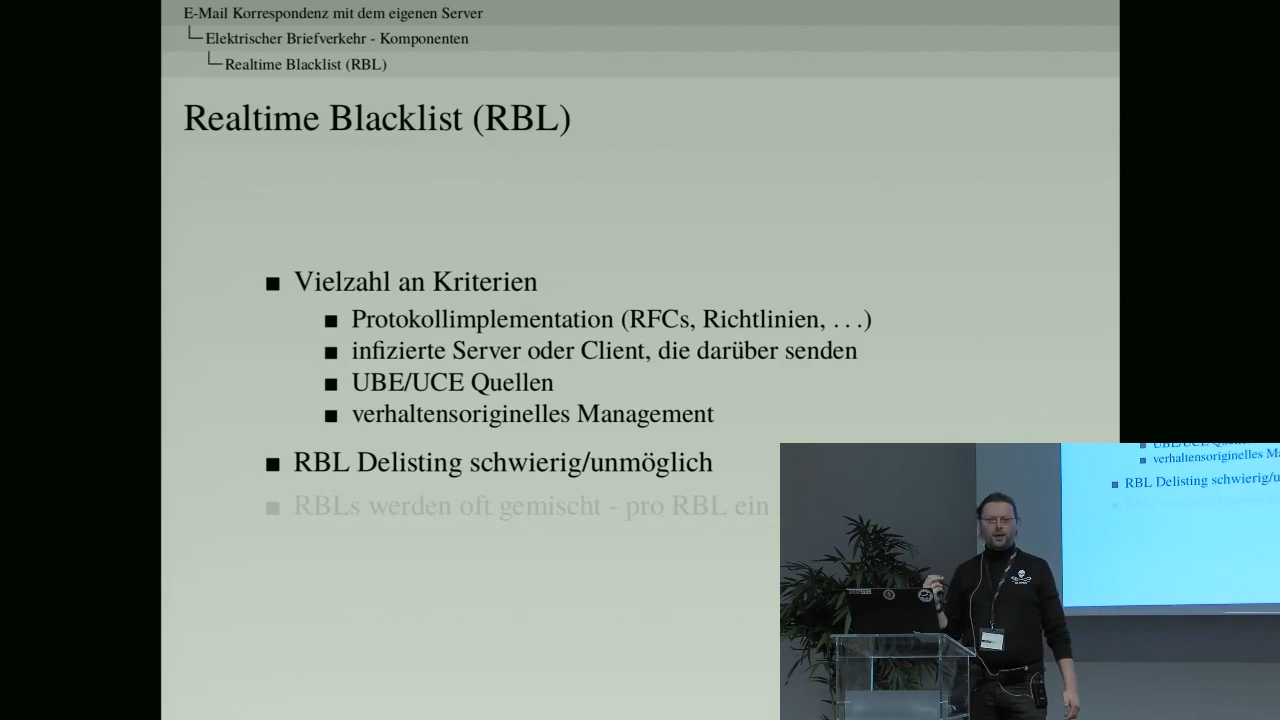 E-Mail Korrespondenz mit dem eigenen Server
Elektrischer Briefverkehr - Komponenten
Realtime Blacklist (RBL)
Realtime Blacklist (RBL)
Vielzahl an Kriterien
Protokollimplementation (RFCs, Richtlinien, . . .)
infizierte Server oder Client, die darüber senden
UBE/UCE Quellen
verhaltensoriginelles Management
RBL Delisting schwierig/unmöglich
RBLs werden oft gemischt - pro RBL ein
UBE/UCE
verhaltensoriginelles Ma
RBL Delisting schwierig/u